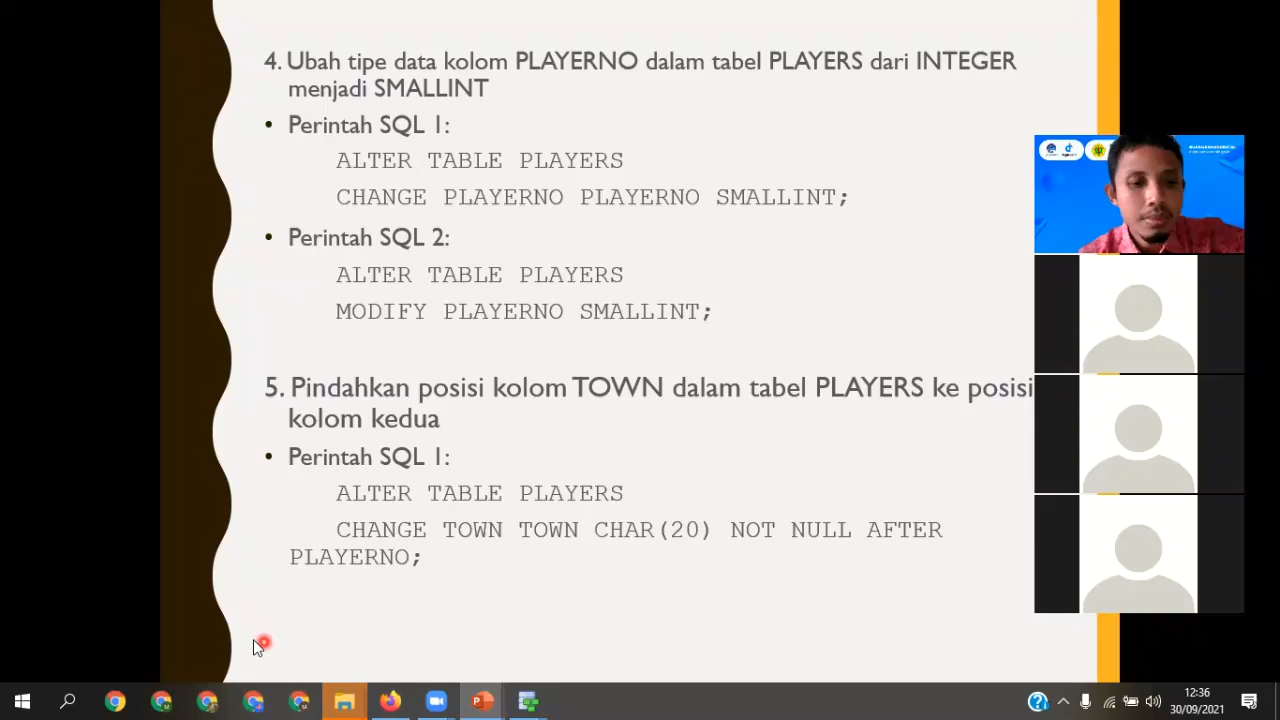 4. Ubah tipe data kolom PLAYERNO dalam tabel PLAYERS dari INTEGER
menjadi SMALLINT
• Perintah SQL 1:
ALTER TABLE PLAYERS
CHANGE PLAYERNO PLAYERNO SMALLINT;
• Perintah SQL 2:
ALTER TABLE PLAYERS
MODIFY PLAYERNO SMALLINT;
5. Pindahkan posisi kolom TOWN dalam tabel PLAYERS ke posisi
kolom kedua
• Perintah SQL 1:
ALTER TABLE PLAYERS
CHANGE TOWN TOWN CHAR(20) NOT NULL AFTER
PLAYERNO;
12:36
30/09/2021